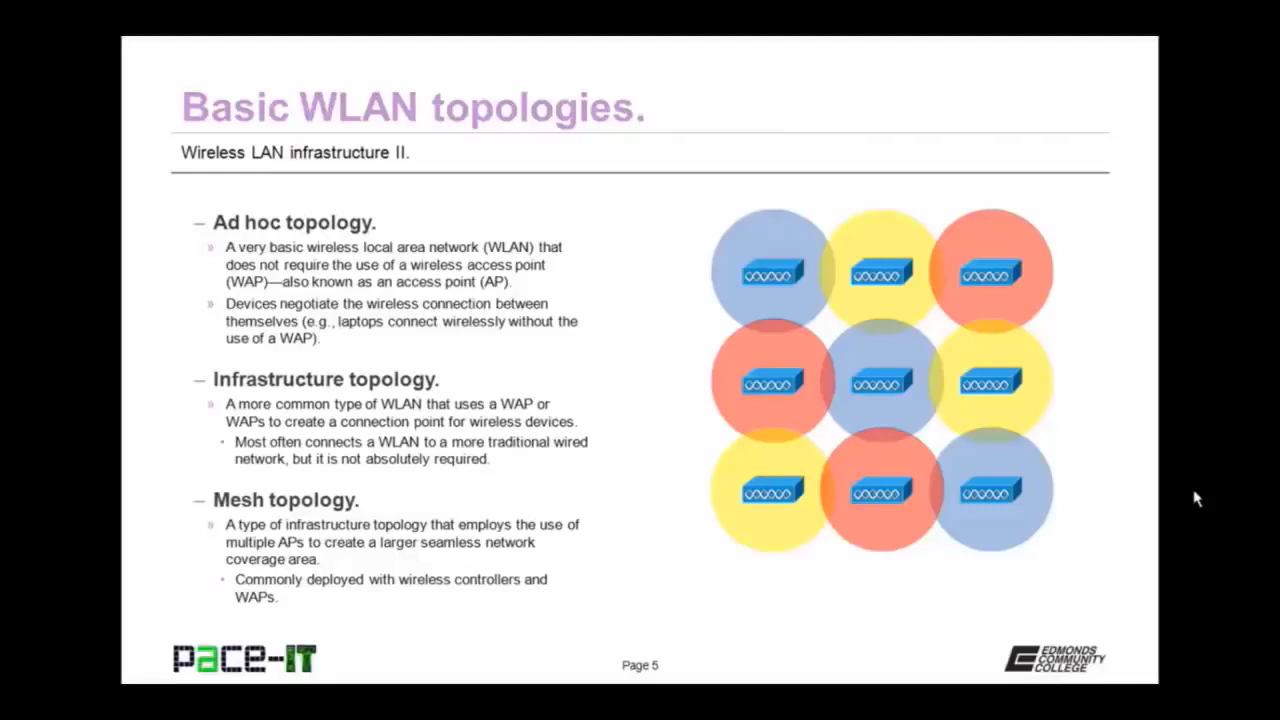 Basic WLAN topologies.
Wireless LAN infrastructure II.
– Ad hoc topology.
» A very basic wireless local area network (WLAN) that
does not require the use of a wireless access point
(WAP)—also known as an access point (AP).
» Devices negotiate the wireless connection between
themselves (e.g., laptops connect wirelessly without the
use of a WAP).
– Infrastructure topology.
» A more common type of WLAN that uses a WAP or
WAPs to create a connection point for wireless devices.
• Most often connects a WLAN to a more traditional wired
network, but it is not absolutely required.
– Mesh topology.
» A type of infrastructure topology that employs the use of
multiple APs to create a larger seamless network
coverage area.
• Commonly deployed with wireless controllers and
WAPs.
pace-IT
Page 5
EDMONDS
COMMUNITY
COLLEGE